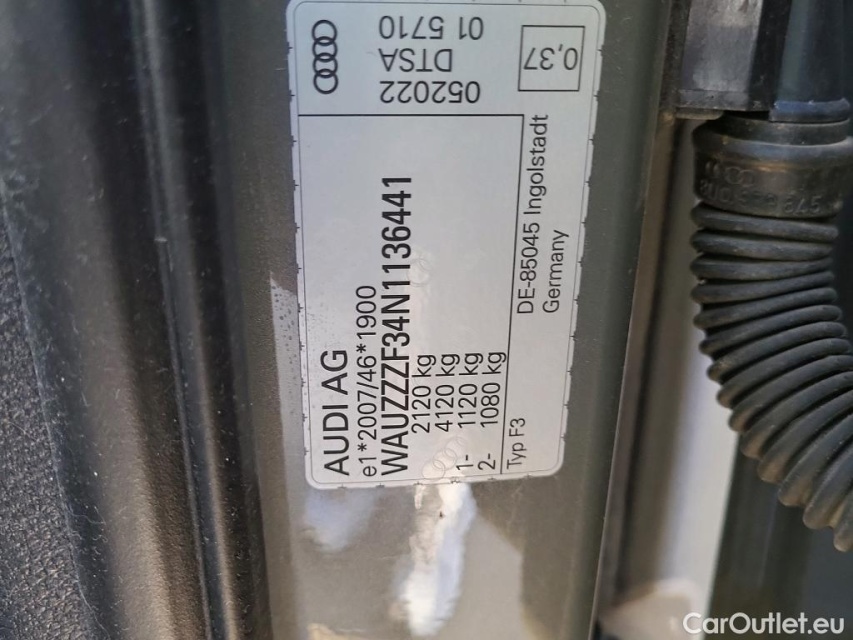 AUDI AG
e1*2007/46*1900
WAUZZZF34N1136441
2120 kg
4120 kg
1- 1120 kg
2- 1080 kg
Typ F3
DE-85045 Ingolstadt
Germany
052022
DTSA
01 5710
0,37
CarOutlet.eu